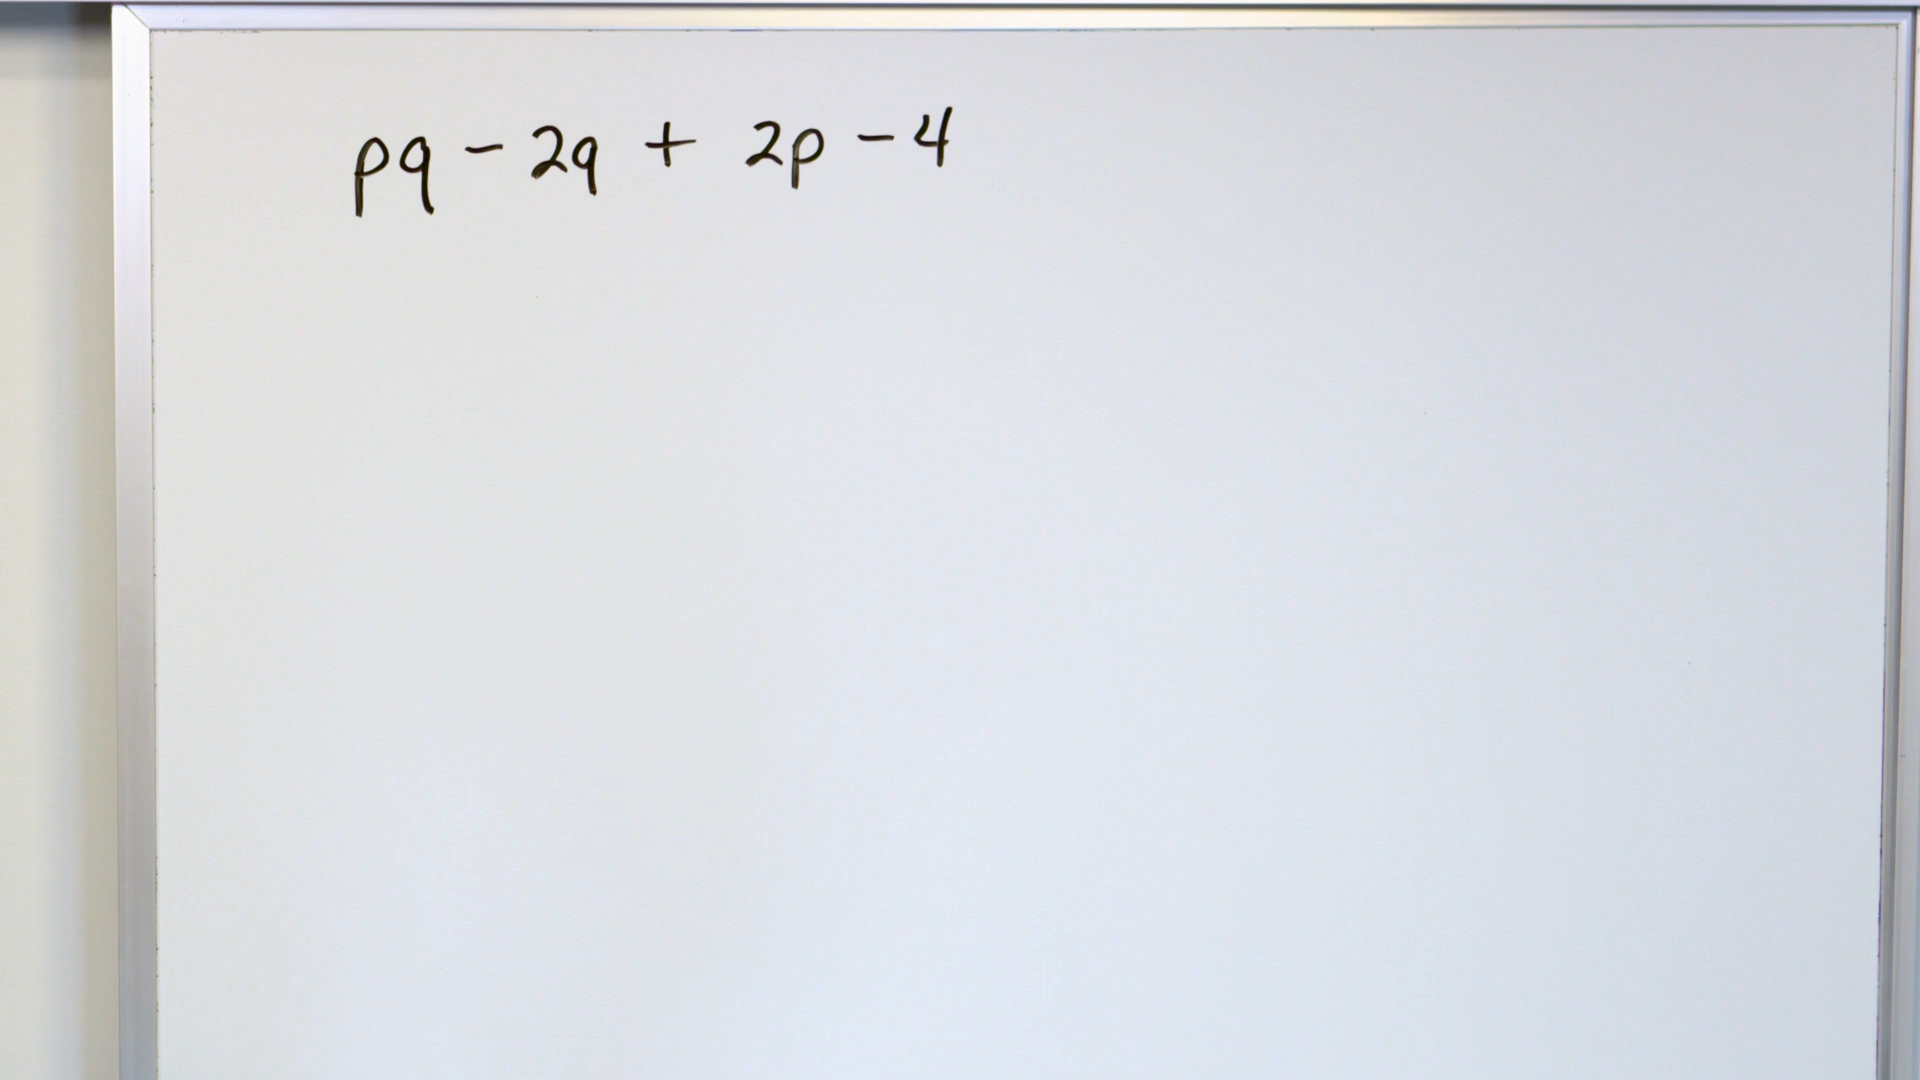 pq - 2q + 2p - 4